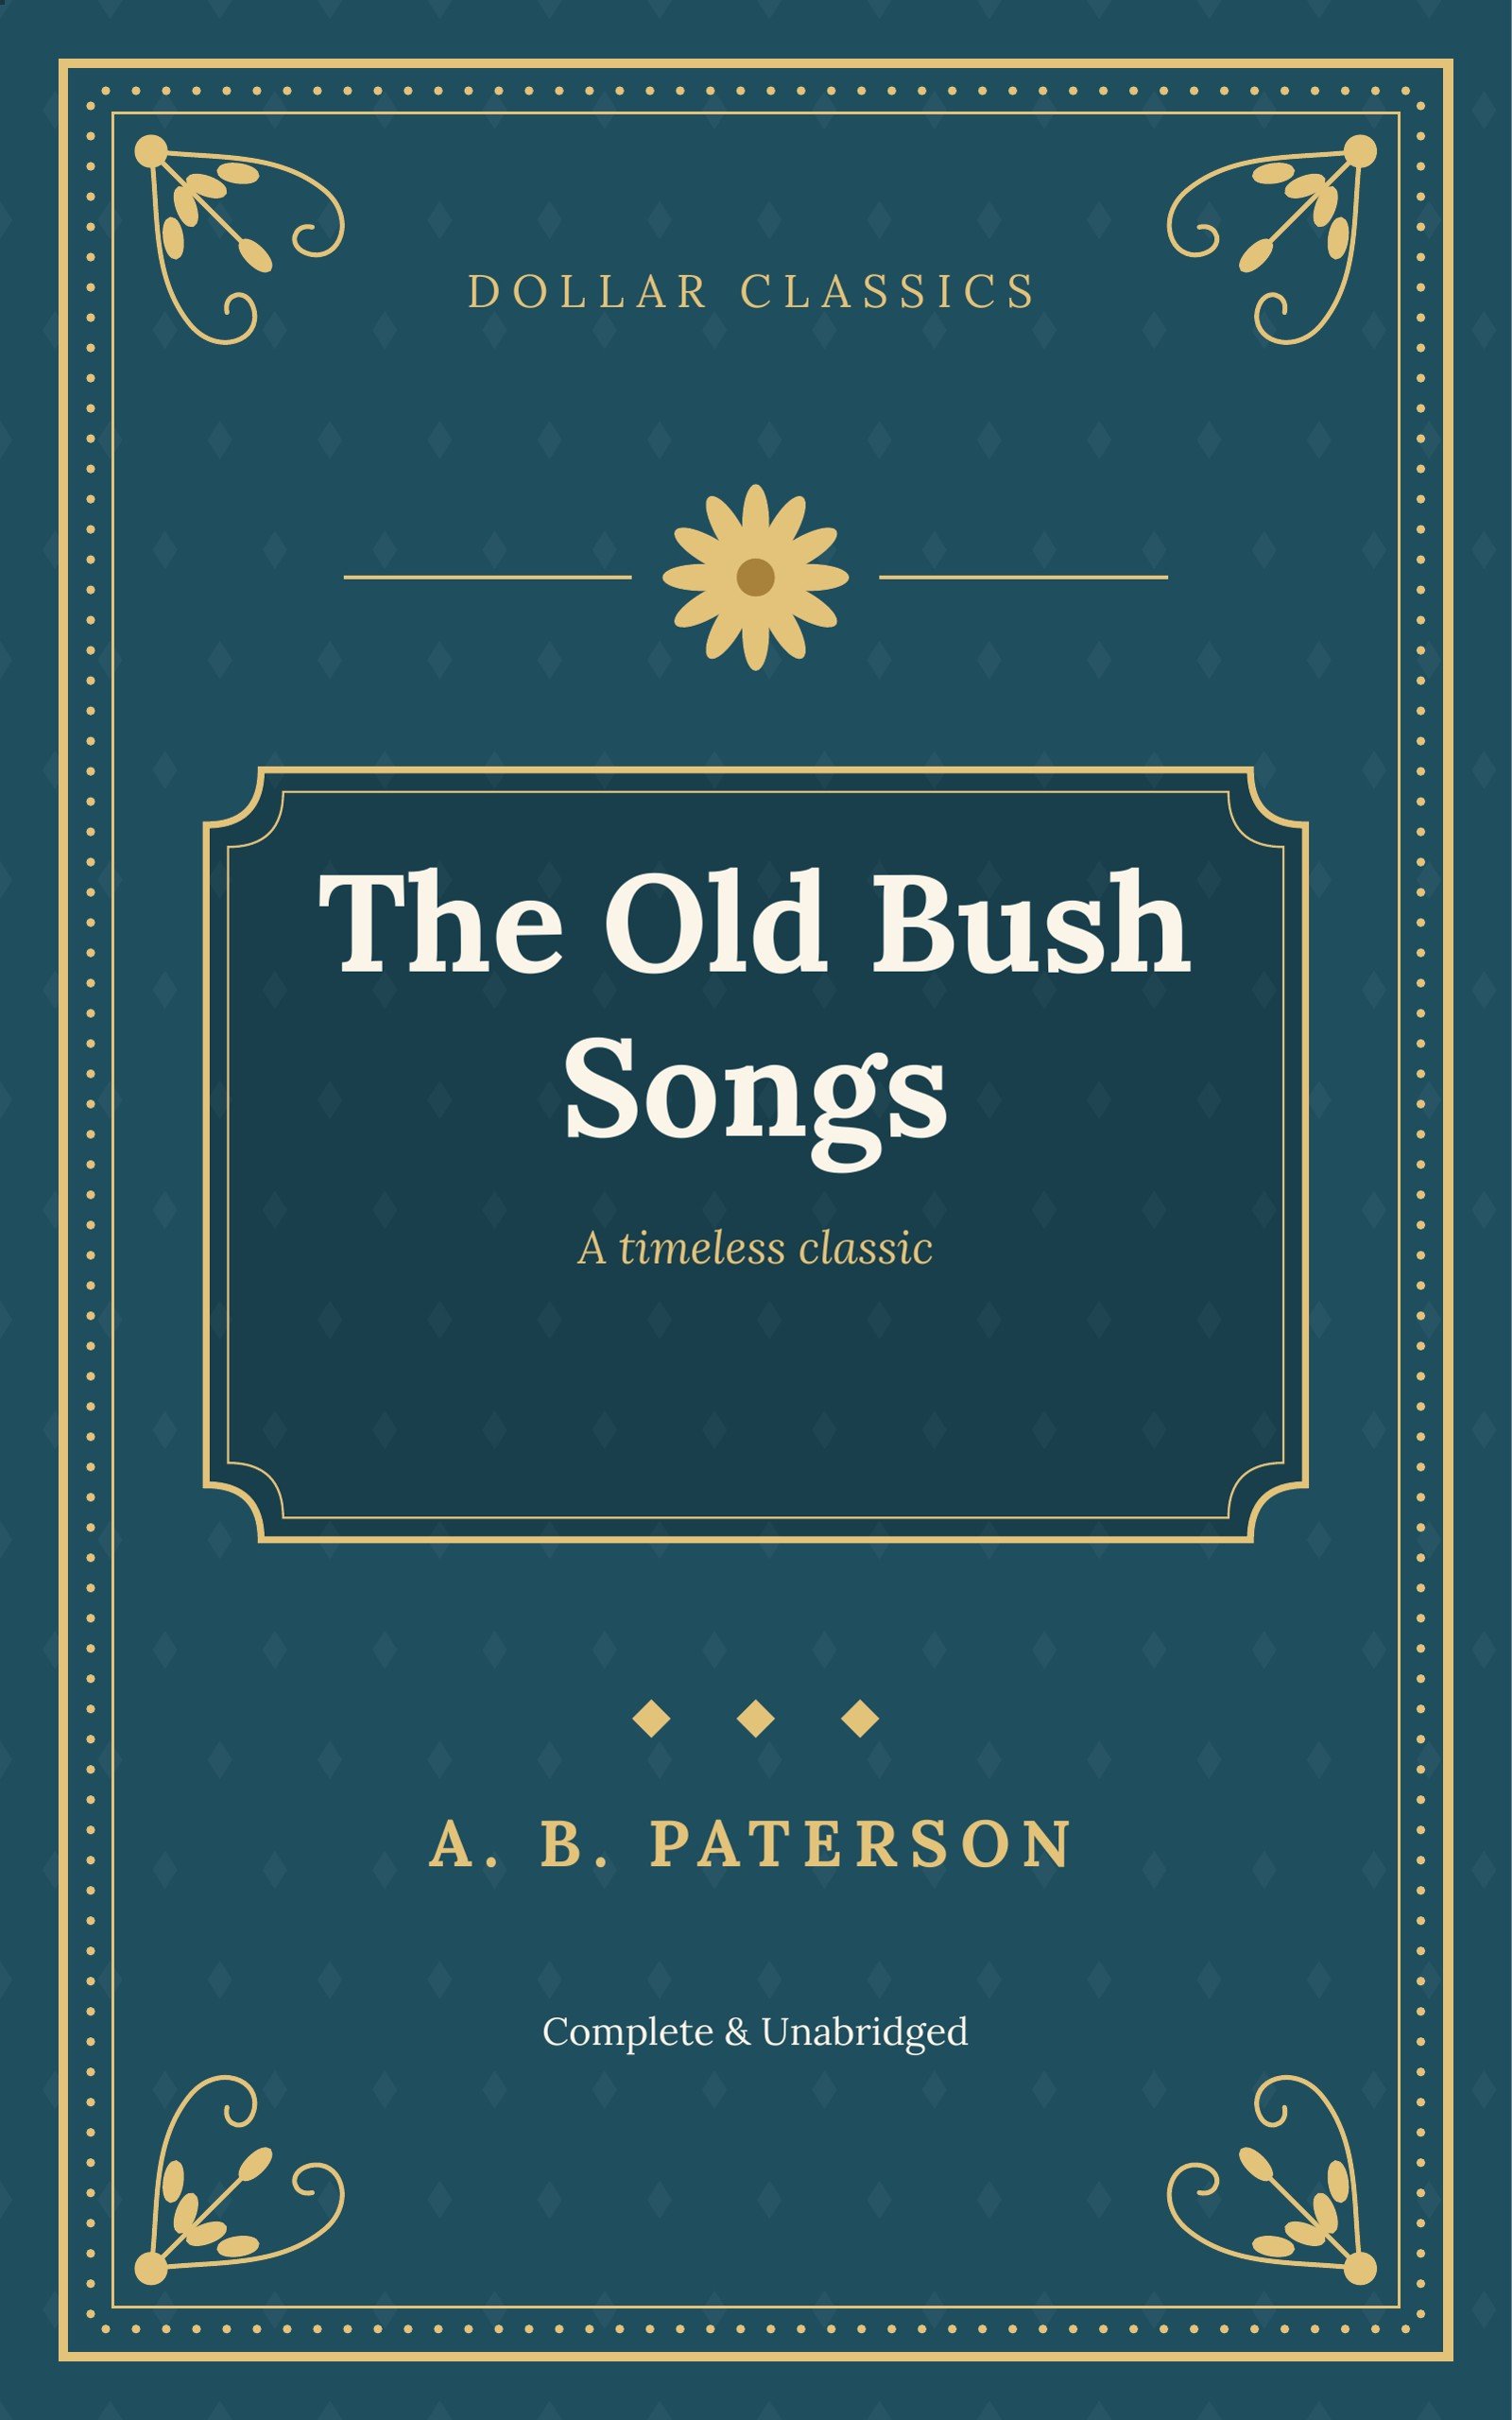 DOLLAR CLASSICS
The Old Bush
Songs
A timeless classic
A. B. PATERSON
Complete & Unabridged